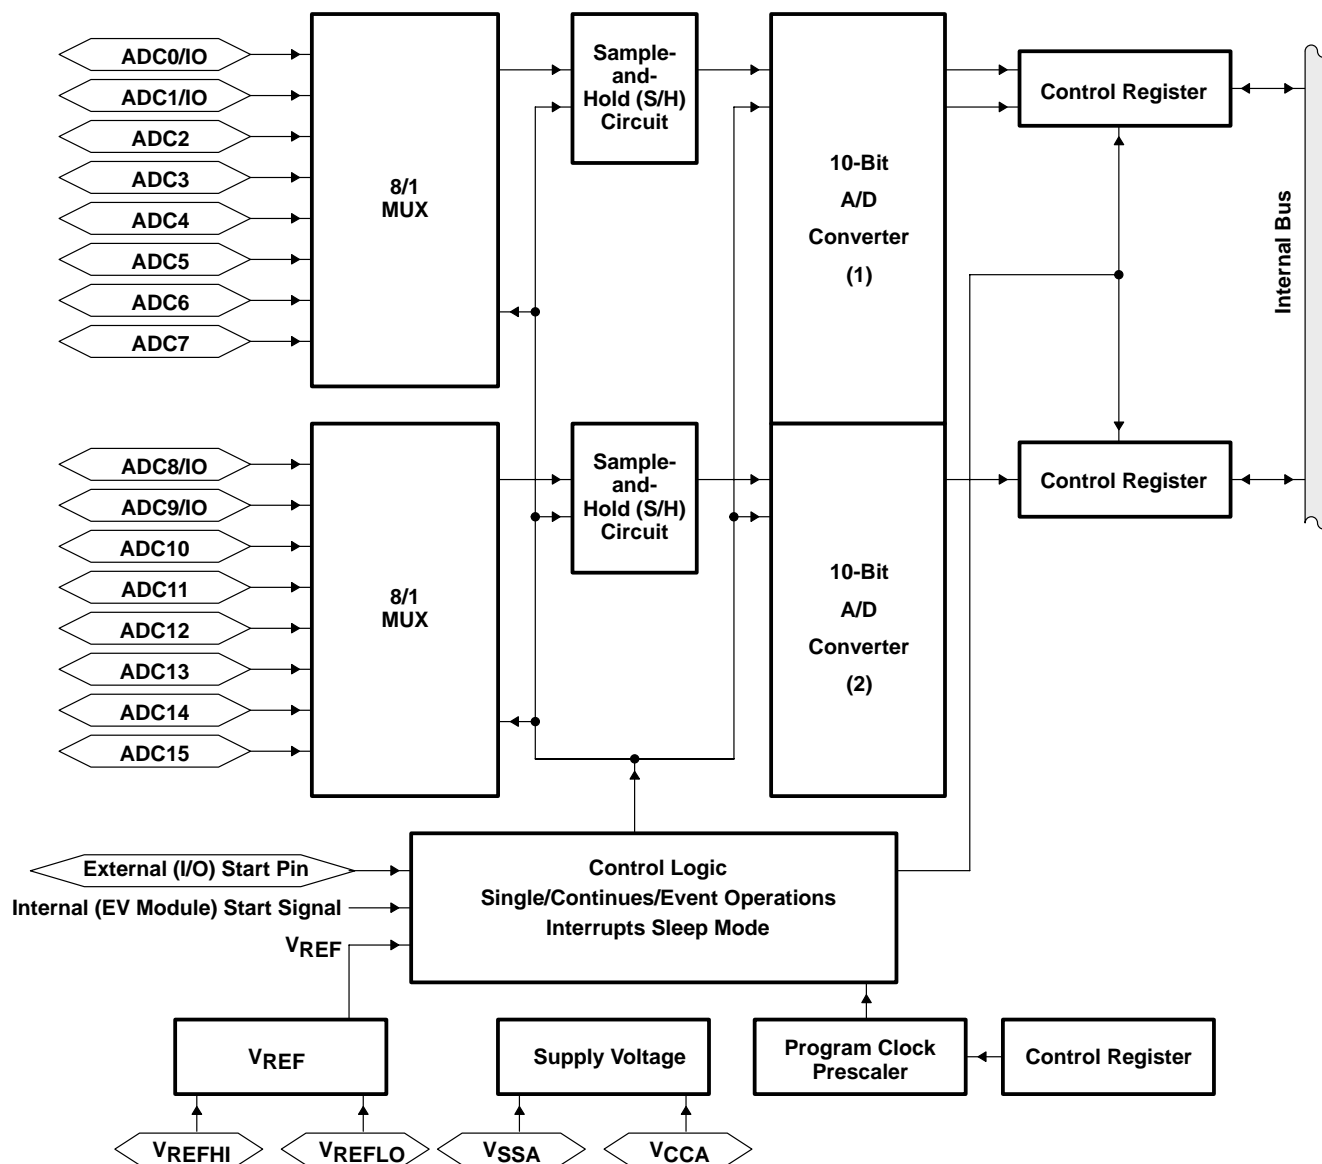 ADC0/IO
ADC1/IO
ADC2
ADC3
ADC4
ADC5
ADC6
ADC7
8/1
MUX
Sample-
and-
Hold (S/H)
Circuit
10-Bit
A/D
Converter
(1)
Control Register
Internal Bus
ADC8/IO
ADC9/IO
ADC10
ADC11
ADC12
ADC13
ADC14
ADC15
8/1
MUX
Sample-
and-
Hold (S/H)
Circuit
10-Bit
A/D
Converter
(2)
Control Register
External (I/O) Start Pin
Internal (EV Module) Start Signal
VREF
Control Logic
Single/Continues/Event Operations
Interrupts Sleep Mode
VREF
Supply Voltage
Program Clock
Prescaler
Control Register
VREFHI
VREFLO
VSSA
VCCA